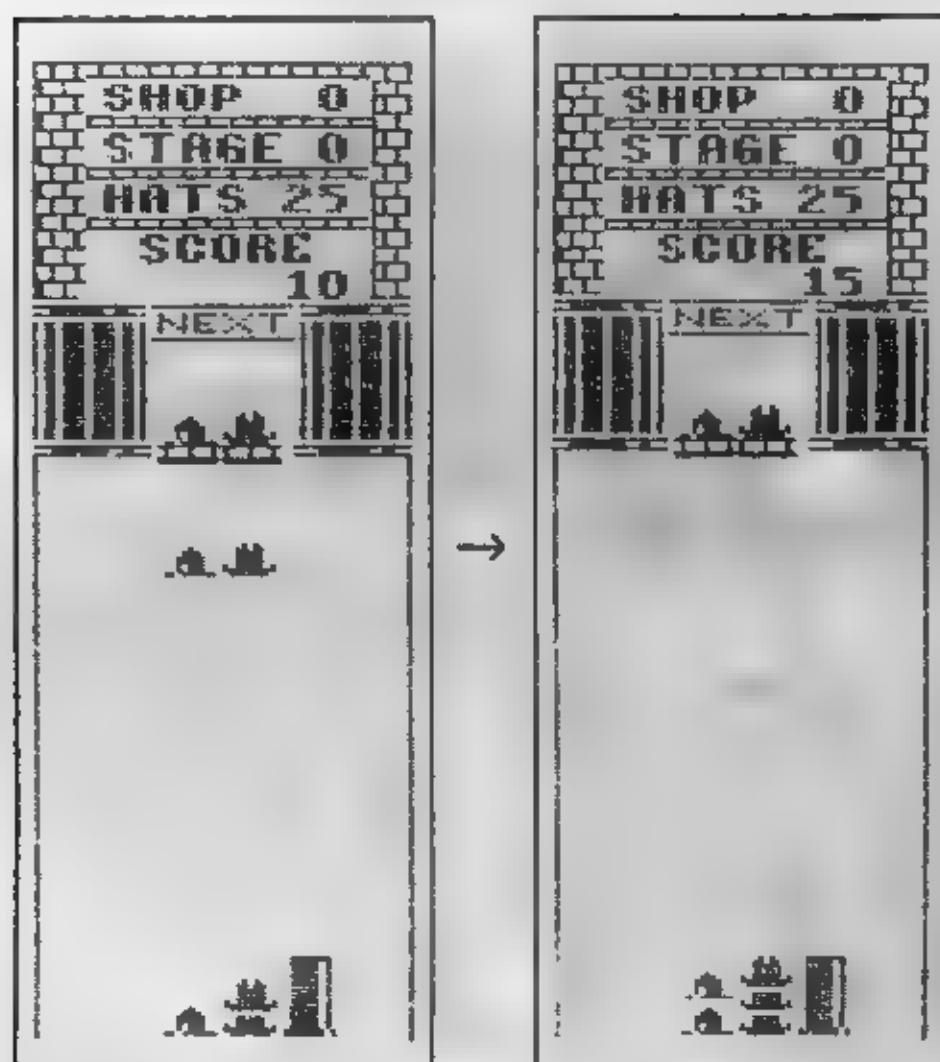 SHOP 0
STAGE 0
HATS 25
SCORE
10
NEXT
→
SHOP 0
STAGE 0
HATS 25
SCORE
15
NEXT